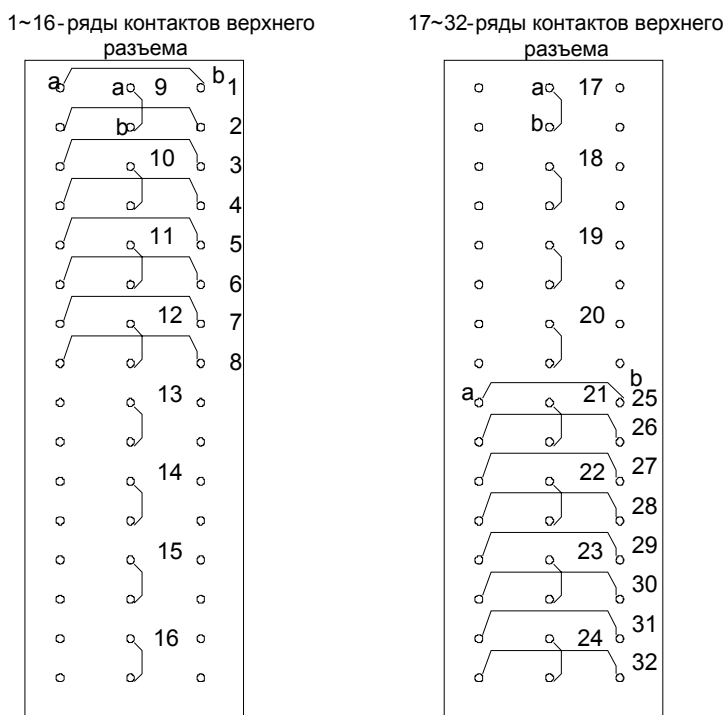 1~16-ряды контактов верхнего
разъема
a a 9 b 1
b 2
10 3
4
11 5
6
12 7
8
13
14
15
16
17~32-ряды контактов верхнего
разъема
a 17
b
18
19
20
b
a 21 25
26
22 27
28
23 29
30
31
24
32